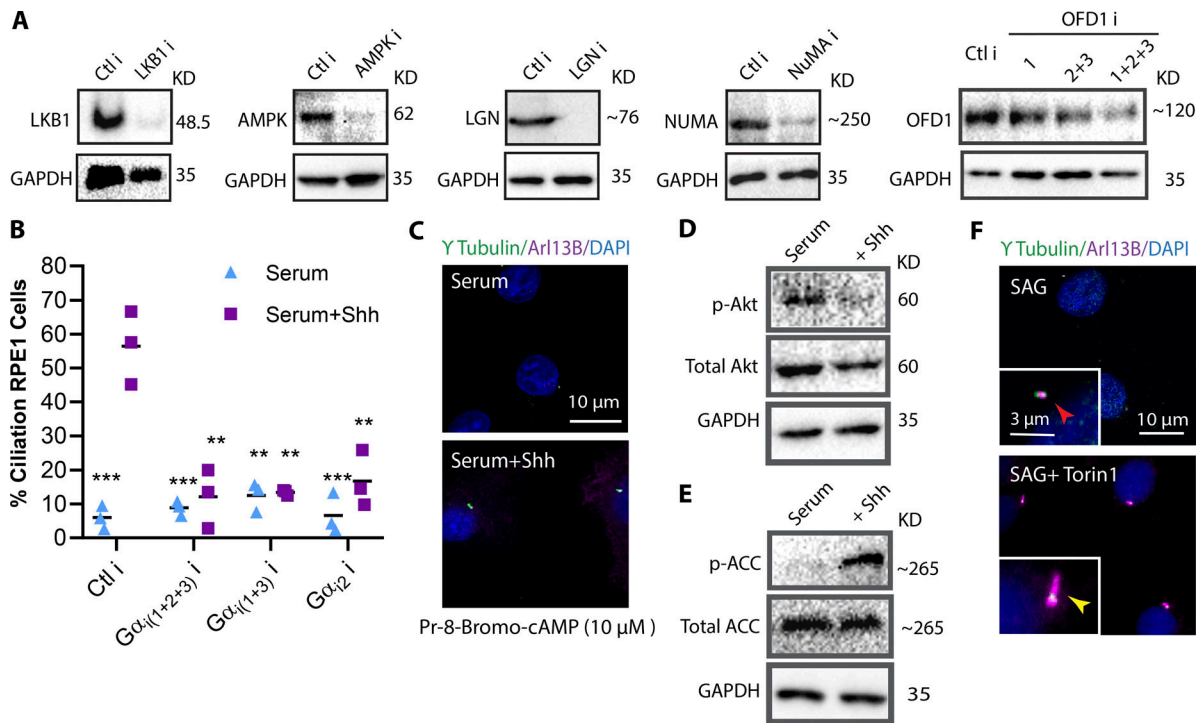 A
Ctl i
LKB1 i
KD
LKB1
48.5
GAPDH
35
Ctl i
AMPK i
KD
AMPK
62
GAPDH
35
Ctl i
LGN i
KD
LGN
~76
GAPDH
35
Ctl i
NuMA i
KD
NUMA
~250
GAPDH
35
OFD1 i
Ctl i
1
2+3
1+2+3
KD
OFD1
~120
GAPDH
35
B
% Ciliation RPE1 Cells
80
70
60
50
40
30
20
10
0
Serum
Serum+Shh
***
***
**
**
**
***
**
Ctl i
Gαi(1+2+3) i
Gαi(1+3) i
Gαi2 i
C
ϒ Tubulin/Arl13B/DAPI
Serum
10 µm
Serum+Shh
Pr-8-Bromo-cAMP (10 µM )
D
Serum
+ Shh
KD
p-Akt
60
Total Akt
60
GAPDH
35
E
Serum
+ Shh
KD
p-ACC
~265
Total ACC
~265
GAPDH
35
F
ϒ Tubulin/Arl13B/DAPI
SAG
3 µm
10 µm
SAG+ Torin1